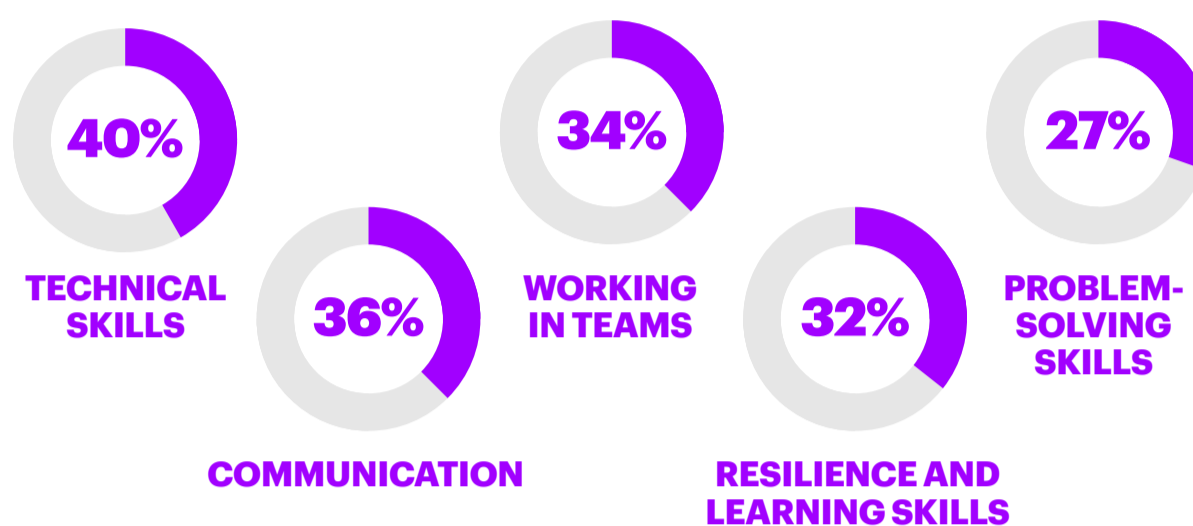 40%
TECHNICAL
SKILLS
36%
COMMUNICATION
34%
WORKING
IN TEAMS
32%
RESILIENCE AND
LEARNING SKILLS
27%
PROBLEM-
SOLVING
SKILLS